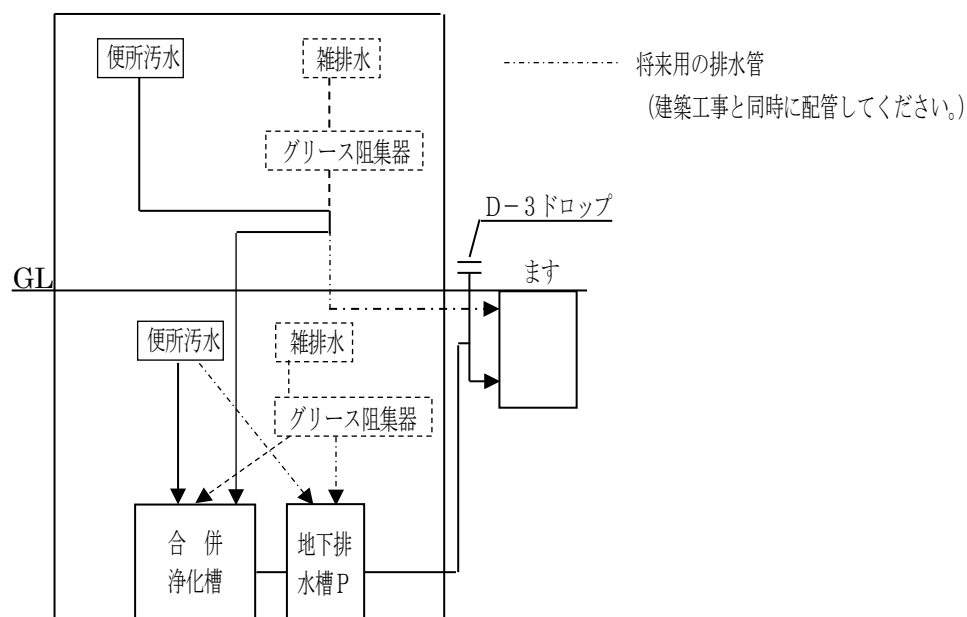 便所汚水
雑排水
将来用の排水管
(建築工事と同時に配管してください。)
グリース阻集器
D－3ドロップ
GL
ます
便所汚水
雑排水
グリース阻集器
合　併
浄化槽
地下排
水槽P